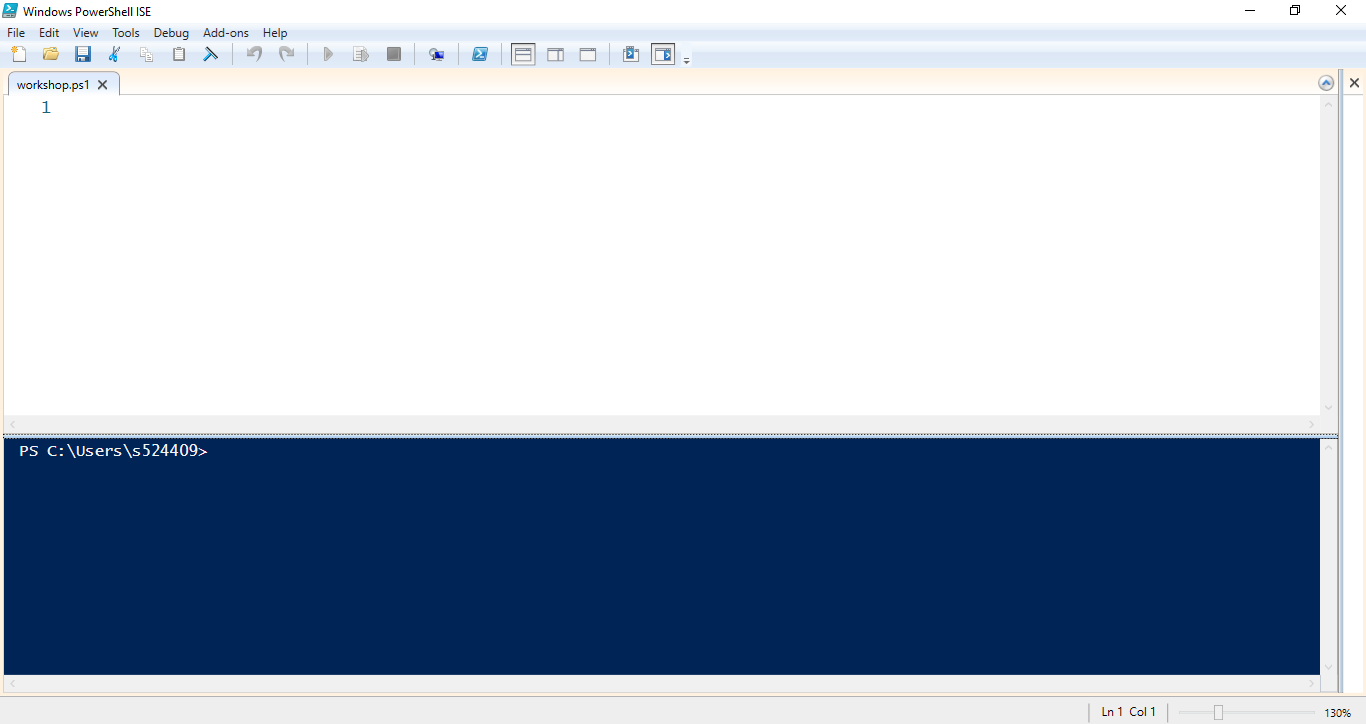 Windows PowerShell ISE
File Edit View Tools Debug Add-ons Help
workshop.ps1
1
PS C:\Users\s524409>
Ln 1 Col 1
130%